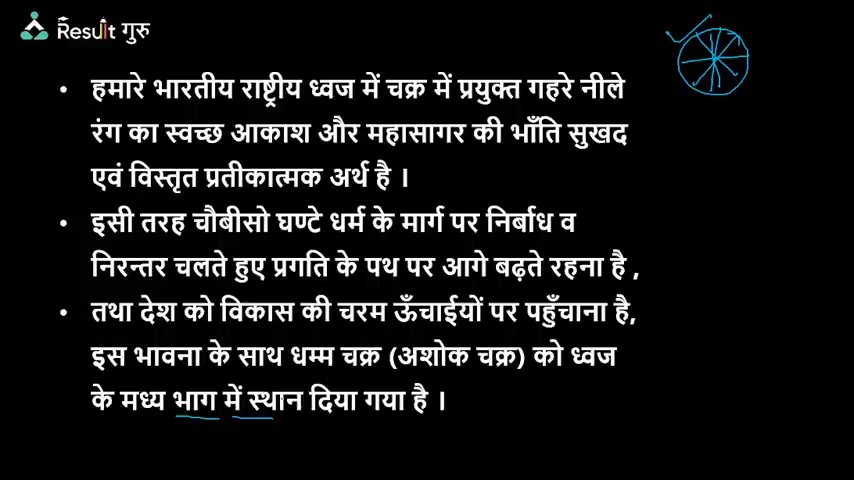 Result गुरु
• हमारे भारतीय राष्ट्रीय ध्वज में चक्र में प्रयुक्त गहरे नीले
रंग का स्वच्छ आकाश और महासागर की भाँति सुखद
एवं विस्तृत प्रतीकात्मक अर्थ है ।
• इसी तरह चौबीसो घण्टे धर्म के मार्ग पर निर्बाध व
निरन्तर चलते हुए प्रगति के पथ पर आगे बढ़ते रहना है ,
• तथा देश को विकास की चरम ऊँचाईयों पर पहुँचाना है,
इस भावना के साथ धम्म चक्र (अशोक चक्र) को ध्वज
के मध्य भाग में स्थान दिया गया है ।